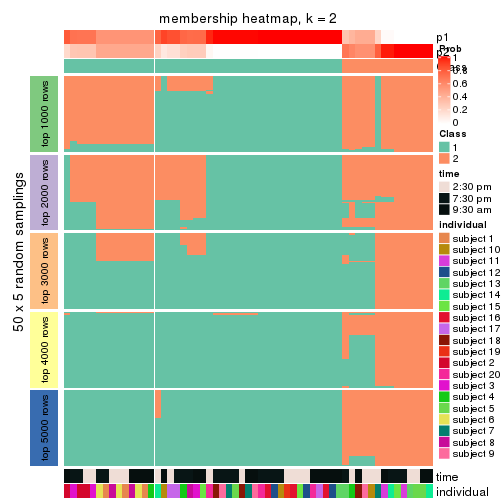 membership heatmap, k = 2
p1
p2
Class
Prob
1
0.8
0.6
0.4
0.2
0
Class
1
2
time
2:30 pm
7:30 pm
9:30 am
individual
subject 1
subject 10
subject 11
subject 12
subject 13
subject 14
subject 15
subject 16
subject 17
subject 18
subject 19
subject 2
subject 20
subject 3
subject 4
subject 5
subject 6
subject 7
subject 8
subject 9
50 x 5 random samplings
top 1000 rows
top 2000 rows
top 3000 rows
top 4000 rows
top 5000 rows
time
individual